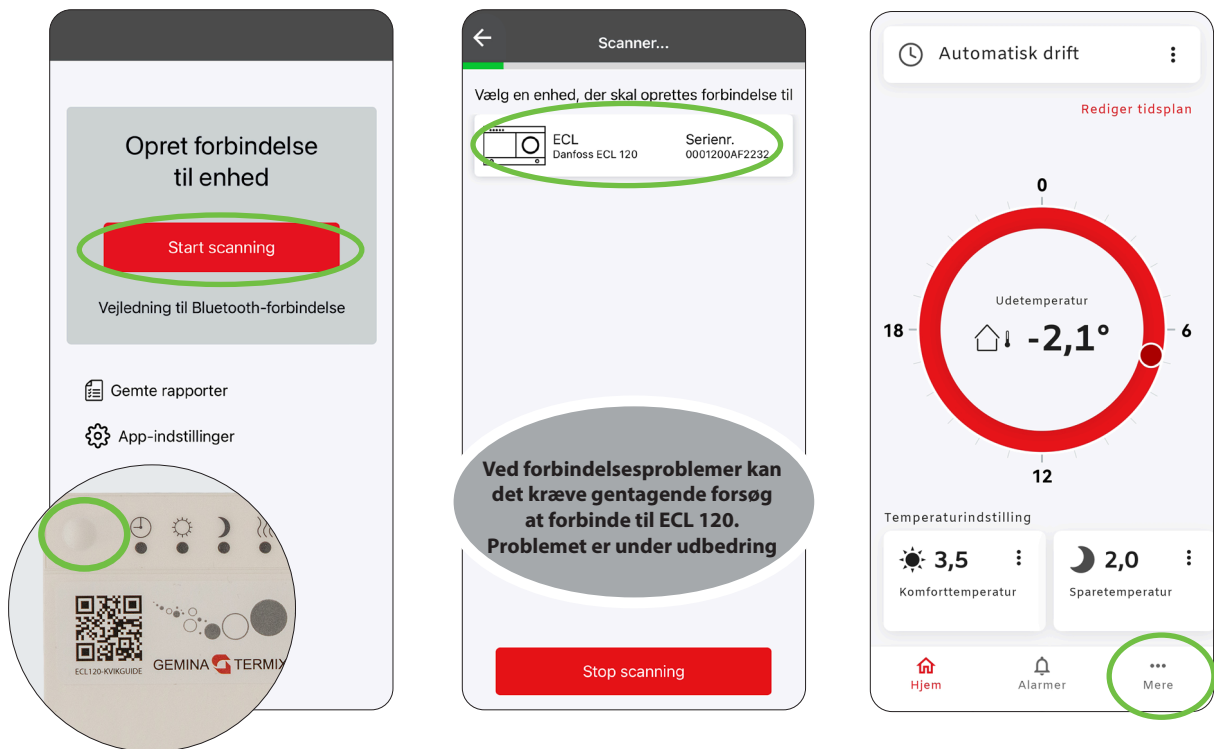 Opret forbindelse
til enhed
Start scanning
Vejledning til Bluetooth-forbindelse
Gemte rapporter
App-indstillinger
ECL120-KVIKGUIDE
GEMINA TERMIX
Scanner...
Vælg en enhed, der skal oprettes forbindelse til
ECL
Danfoss ECL 120
Serienr.
0001200AF2232
Ved forbindelsesproblemer kan
det kræve gentagende forsøg
at forbinde til ECL 120.
Problemet er under udbedring
Stop scanning
Automatisk drift
Rediger tidsplan
0
Udetemperatur
18
-2,1°
6
12
Temperaturindstilling
3,5
Komforttemperatur
2,0
Sparetemperatur
Hjem
Alarmer
Mere